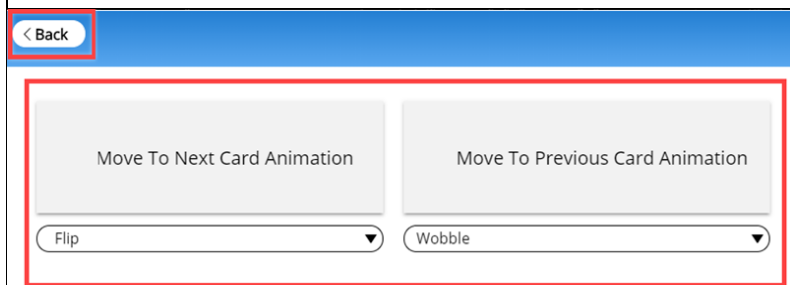 Back
Move To Next Card Animation
Move To Previous Card Animation
Flip
Wobble